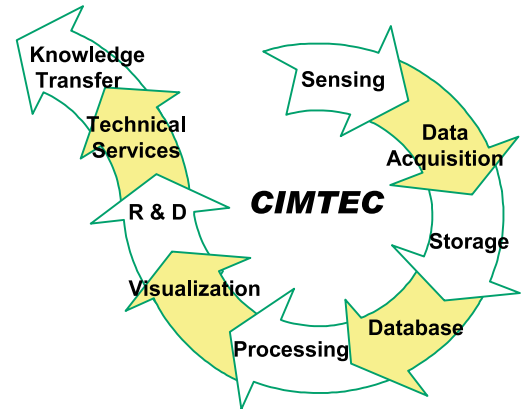 Sensing
Data
Acquisition
Storage
Database
Processing
Visualization
R & D
Technical
Services
Knowledge
Transfer
CIMTEC